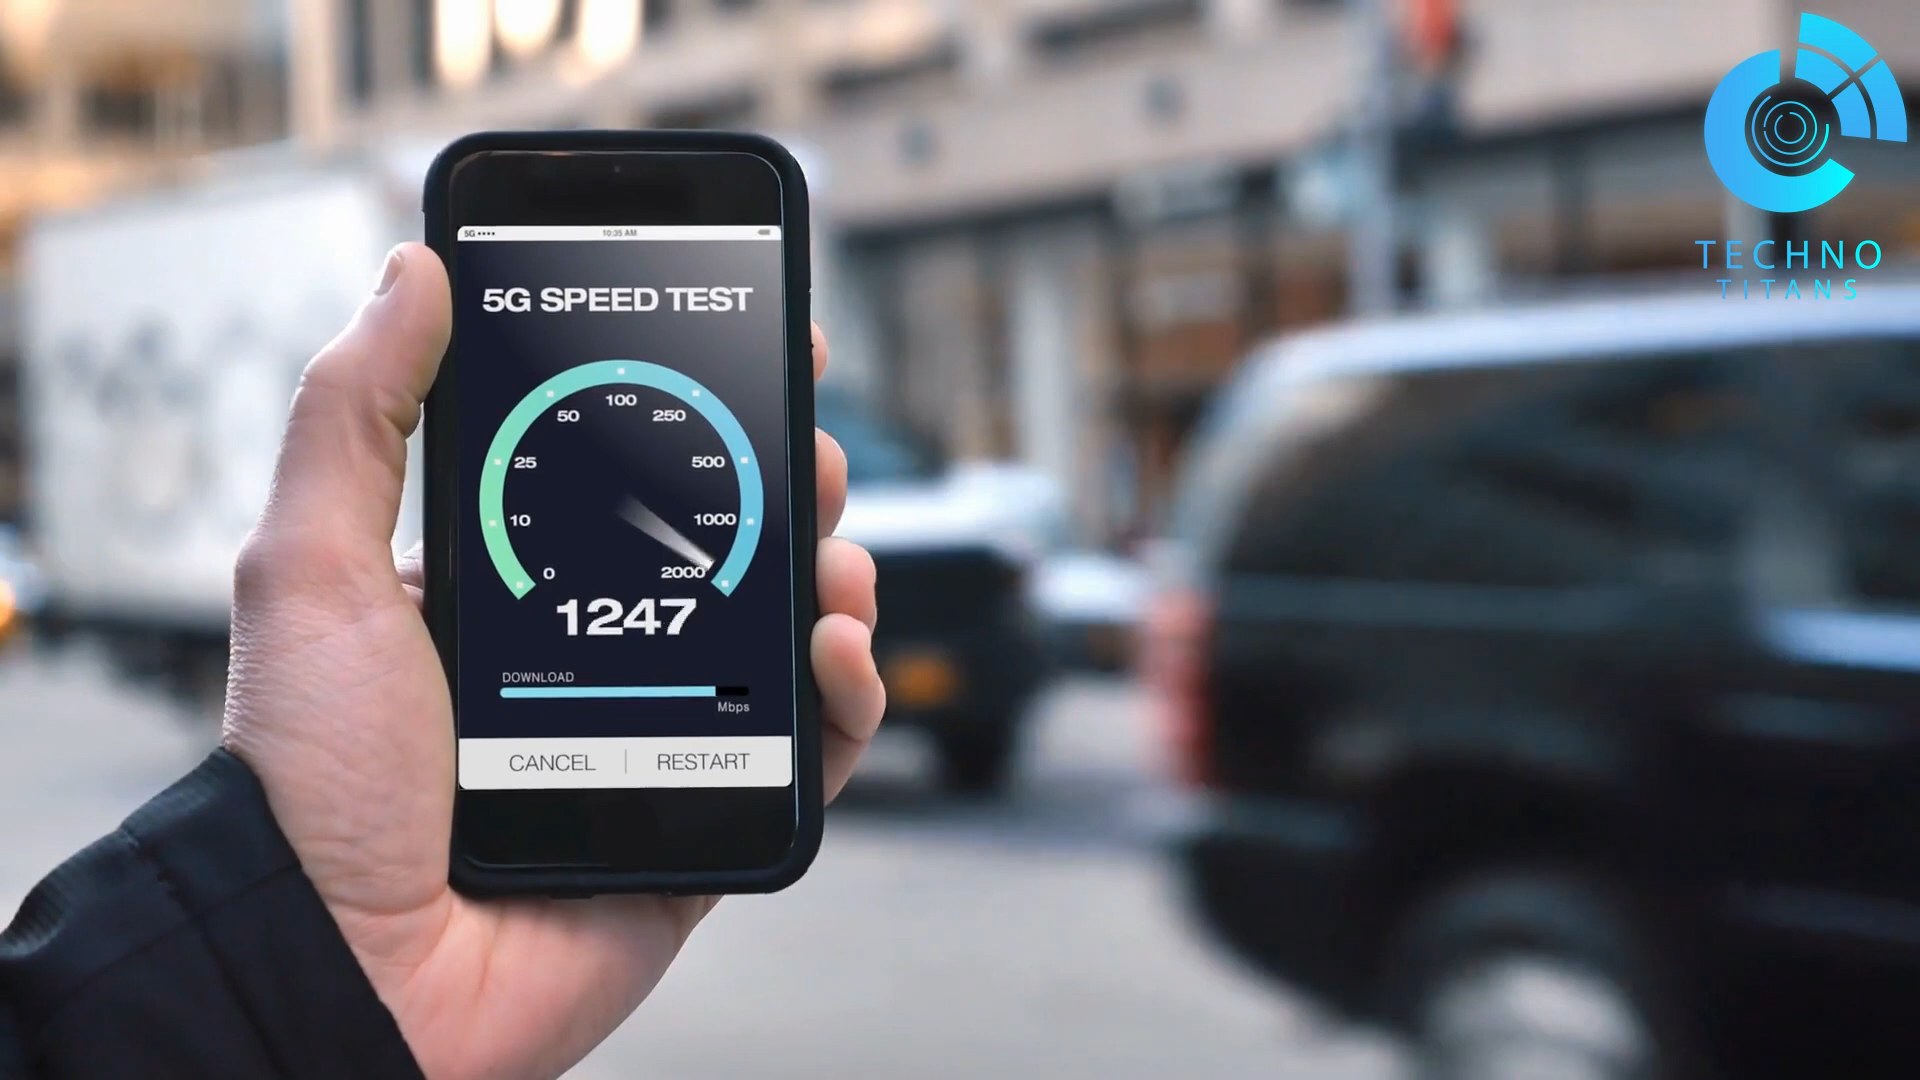 5G
10:35 AM
5G SPEED TEST
0
10
25
50
100
250
500
1000
2000
1247
DOWNLOAD
Mbps
CANCEL
RESTART
TECHNO
TITANS